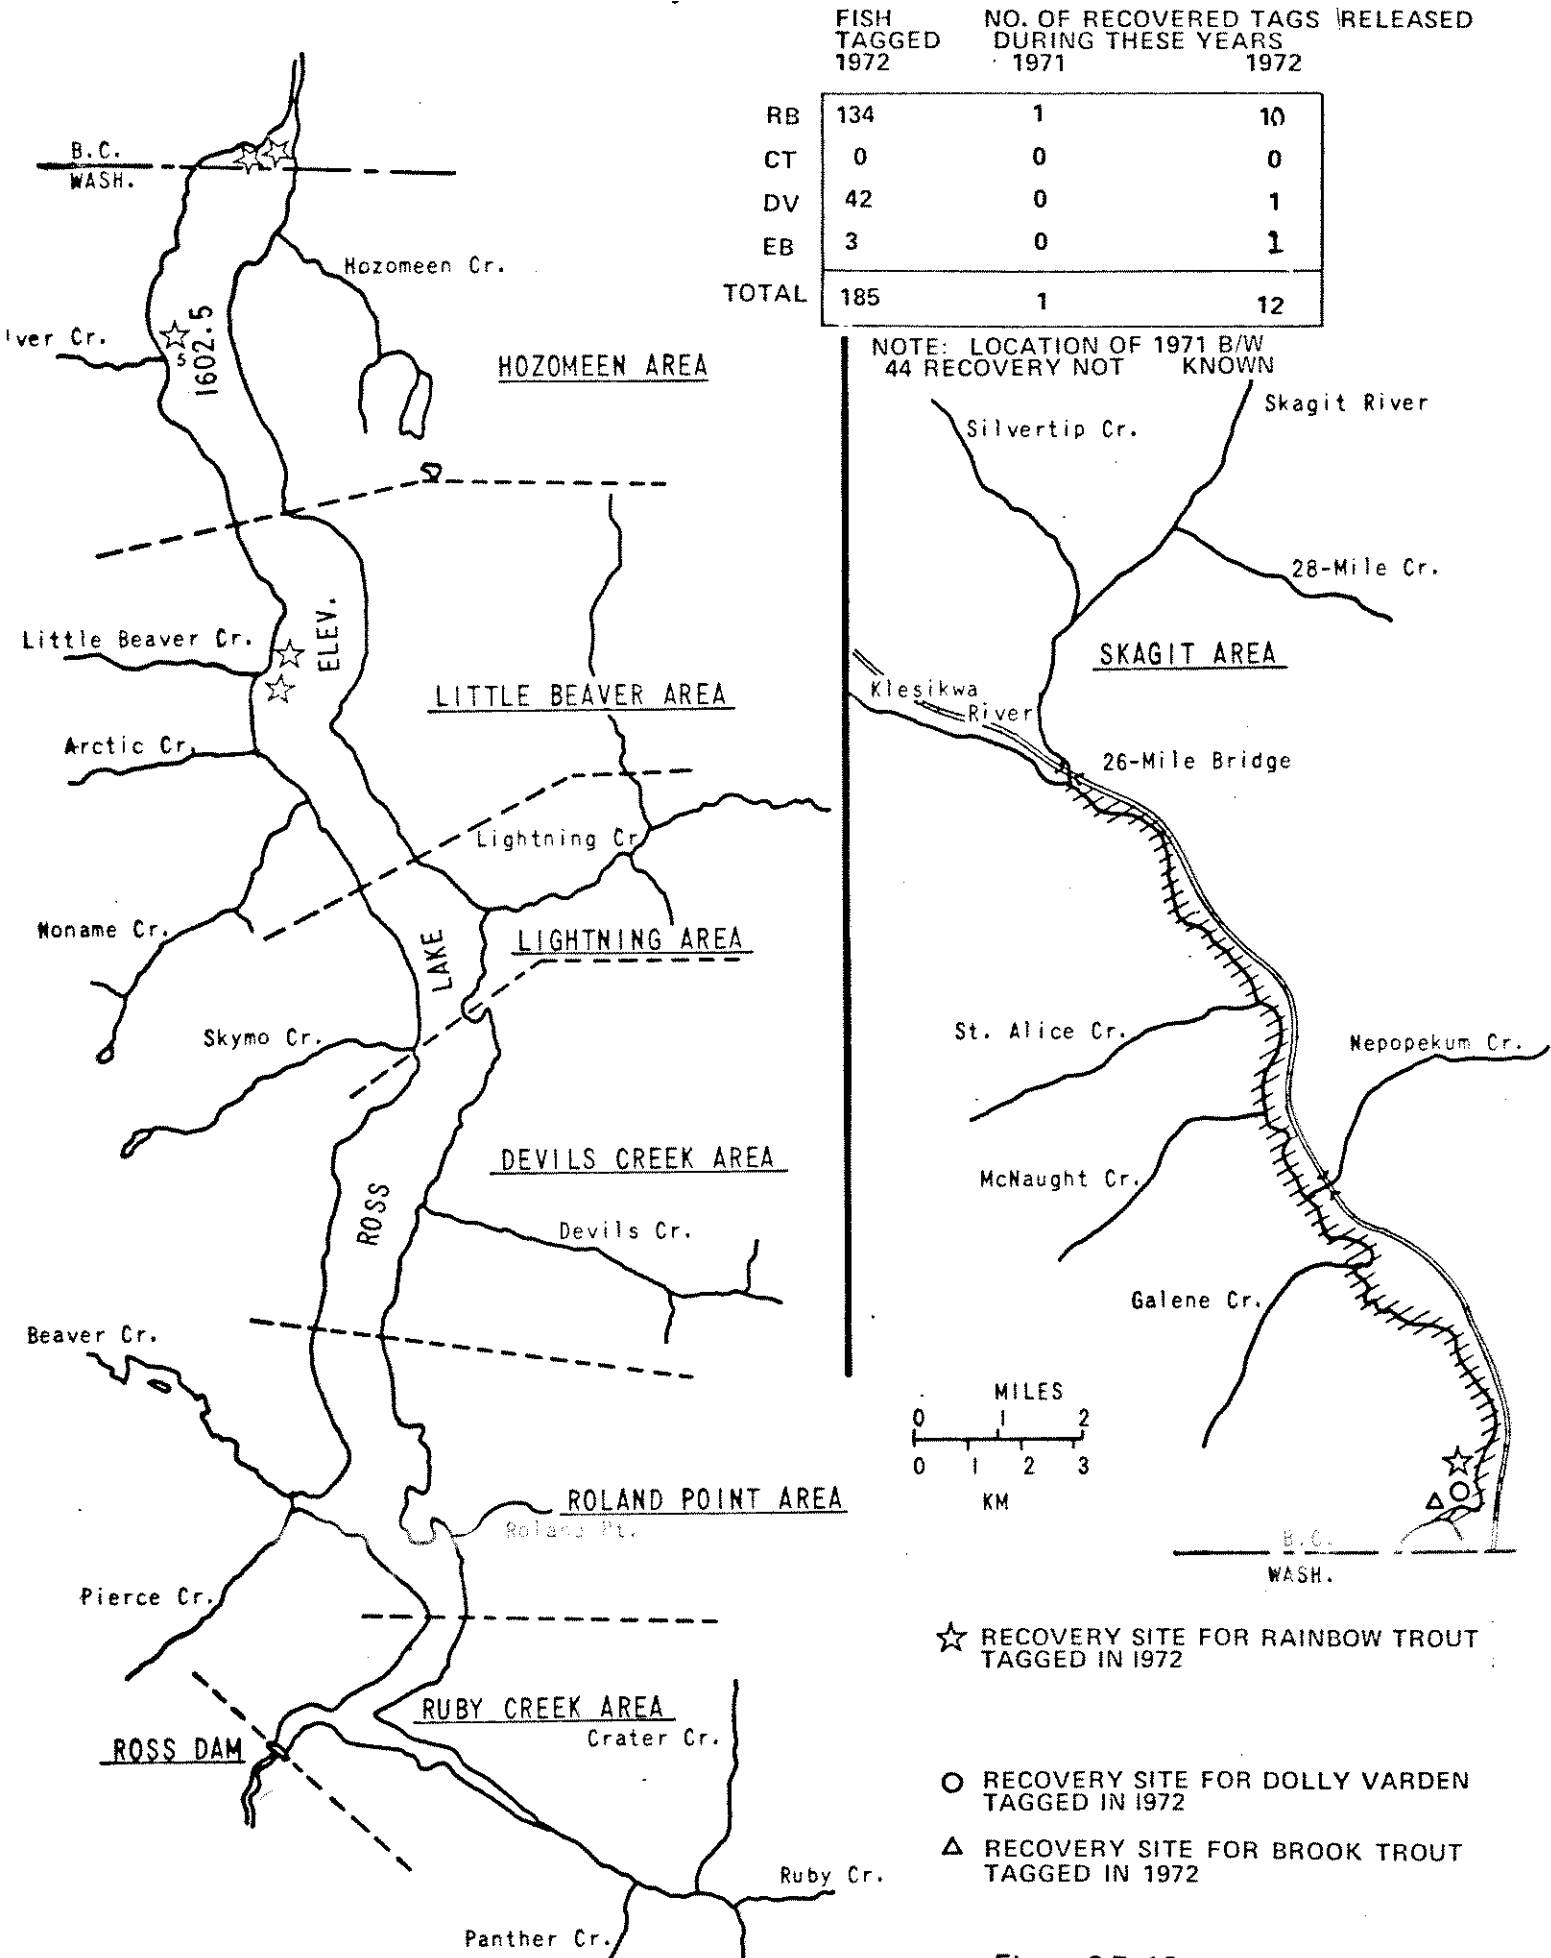 FISH NO. OF RECOVERED TAGS RELEASED
TAGGED DURING THESE YEARS
1972 1971 1972
RB 134 1 10
CT 0 0 0
DV 42 0 1
EB 3 0 1
TOTAL 185 1 12
NOTE: LOCATION OF 1971 B/W
44 RECOVERY NOT KNOWN
B.C.
WASH.
Hozomeen Cr.
ver Cr.
5
1602.5
HOZOMEEN AREA
Little Beaver Cr.
ELEV.
LITTLE BEAVER AREA
Arctic Cr.
Lightning Cr
Noname Cr.
LAKE
LIGHTNING AREA
Skymo Cr.
DEVILS CREEK AREA
ROSS
Devils Cr.
Beaver Cr.
ROLAND POINT AREA
Roland Pt.
Pierce Cr.
RUBY CREEK AREA
Crater Cr.
ROSS DAM
Ruby Cr.
Panther Cr.
Skagit River
Silvertip Cr.
28-Mile Cr.
SKAGIT AREA
Klesikwa
River
26-Mile Bridge
St. Alice Cr.
Nepopekum Cr.
McNaught Cr.
Galene Cr.
MILES
0 1 2
0 1 2 3
KM
B.C.
WASH.
☆ RECOVERY SITE FOR RAINBOW TROUT
TAGGED IN 1972
O RECOVERY SITE FOR DOLLY VARDEN
TAGGED IN 1972
△ RECOVERY SITE FOR BROOK TROUT
TAGGED IN 1972